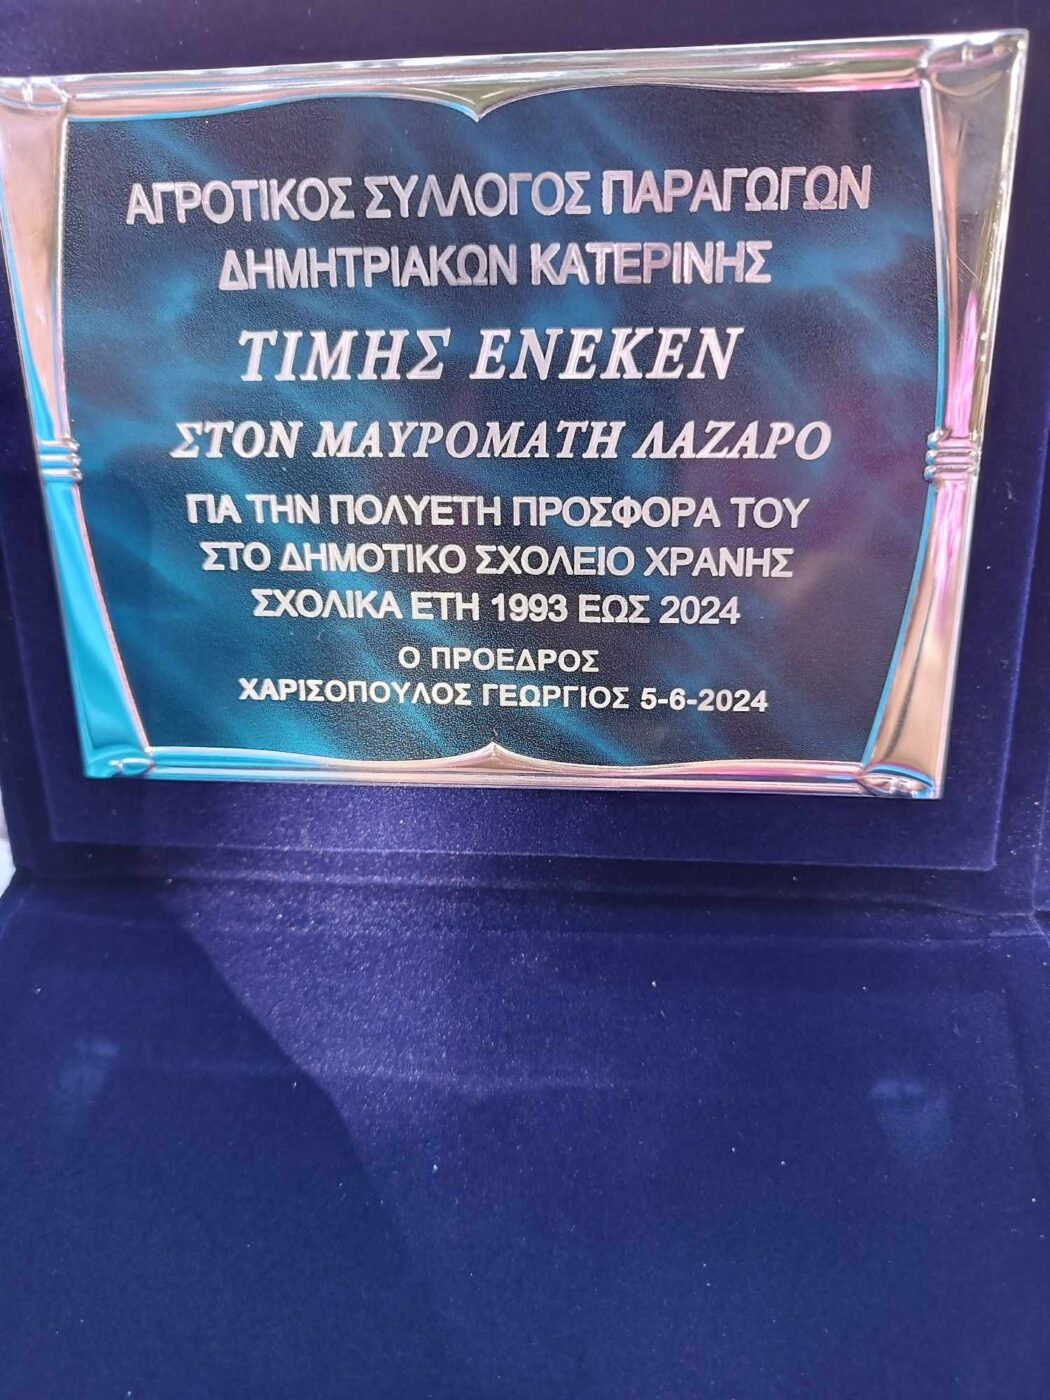 ΑΓΡΟΤΙΚΟΣ ΣΥΛΛΟΓΟΣ ΠΑΡΑΓΩΓΩΝ
ΔΗΜΗΤΡΙΑΚΩΝ ΚΑΤΕΡΙΝΗΣ
ΤΙΜΗΣ ΕΝΕΚΕΝ
ΣΤΟΝ ΜΑΥΡΟΜΑΤΗ ΛΑΖΑΡΟ
ΓΙΑ ΤΗΝ ΠΟΛΥΕΤΗ ΠΡΟΣΦΟΡΑ ΤΟΥ
ΣΤΟ ΔΗΜΟΤΙΚΟ ΣΧΟΛΕΙΟ ΧΡΑΝΗΣ
ΣΧΟΛΙΚΑ ΕΤΗ 1993 ΕΩΣ 2024
Ο ΠΡΟΕΔΡΟΣ
ΧΑΡΙΣΟΠΟΥΛΟΣ ΓΕΩΡΓΙΟΣ 5-6-2024